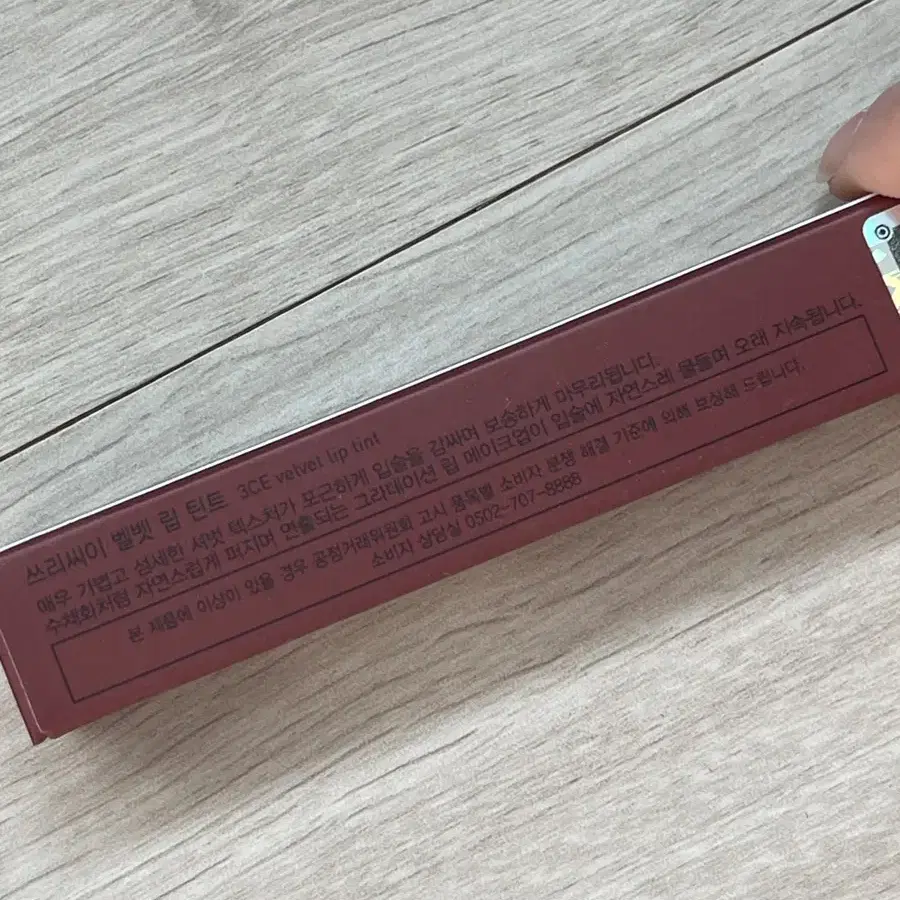 쓰리씨이 벨벳 립 틴트 3CE velvet lip tint
매우 가볍고 섬세한 서벗 텍스처가 포근하게 입술을 감싸며 보송하게 마무리됩니다.
수채화처럼 자연스럽게 퍼지며 연출되는 그라데이션 립 메이크업이 입술에 자연스레 물들며 오래 지속됩니다.
본 제품에 이상이 있을 경우 공정거래위원회 고시 품목별 소비자 분쟁 해결 기준에 의해 보상해 드립니다.
소비자 상담실 0502-707-8888